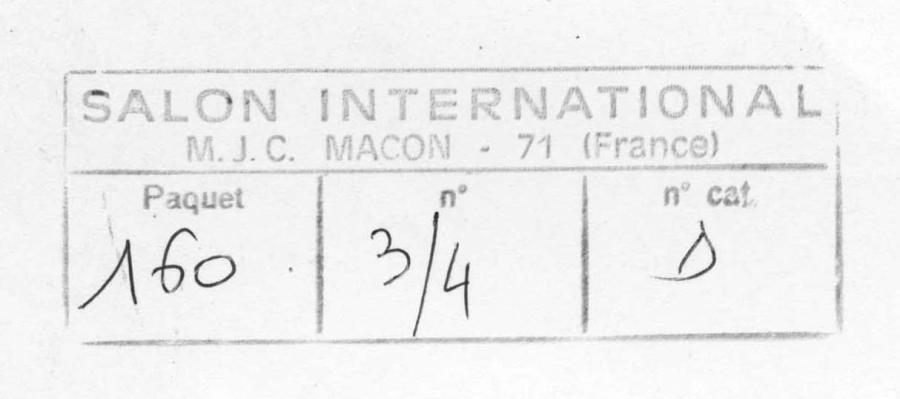 SALON INTERNATIONAL
M.J.C. MACON - 71 (France)
Paquet n° n° cat.
160 3/4